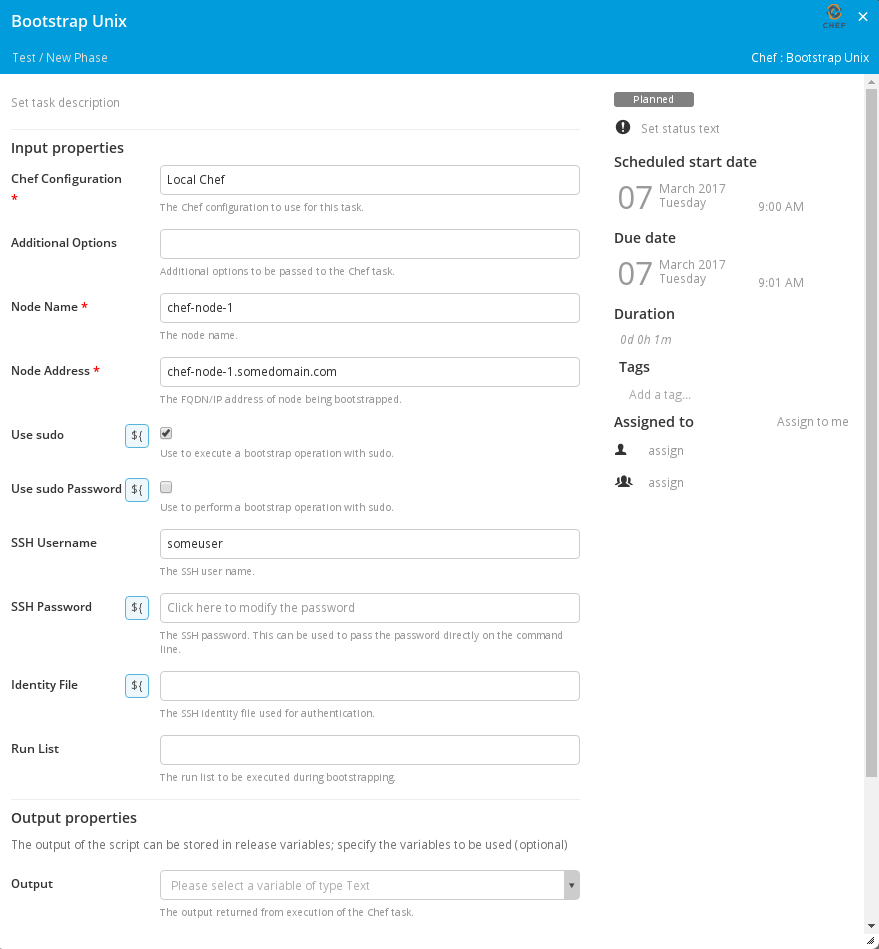 Bootstrap Unix
CHEF
Test / New Phase
Chef : Bootstrap Unix
Set task description
Input properties
Chef Configuration
*
Local Chef
The Chef configuration to use for this task.
Additional Options
Additional options to be passed to the Chef task.
Node Name *
chef-node-1
The node name.
Node Address *
chef-node-1.somedomain.com
The FQDN/IP address of node being bootstrapped.
Use sudo
${
Use to execute a bootstrap operation with sudo.
Use sudo Password
${
Use to perform a bootstrap operation with sudo.
SSH Username
someuser
The SSH user name.
SSH Password
${
Click here to modify the password
The SSH password. This can be used to pass the password directly on the command
line.
Identity File
${
The SSH identity file used for authentication.
Run List
The run list to be executed during bootstrapping.
Output properties
The output of the script can be stored in release variables; specify the variables to be used (optional)
Output
Please select a variable of type Text
The output returned from execution of the Chef task.
Planned
Set status text
Scheduled start date
07
March 2017
Tuesday
9:00 AM
Due date
07
March 2017
Tuesday
9:01 AM
Duration
0d 0h 1m
Tags
Add a tag...
Assigned to
Assign to me
assign
assign